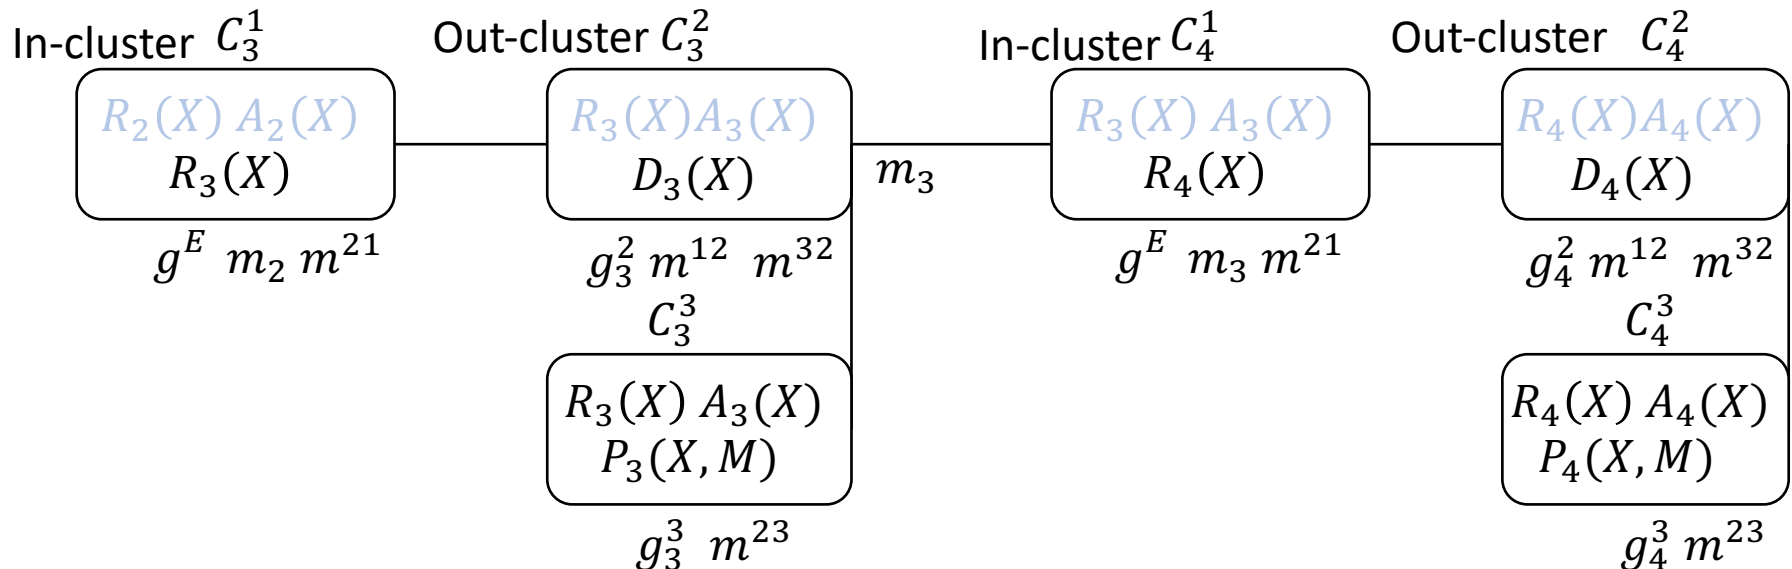 In-cluster $C_3^1$
Out-cluster $C_3^2$
In-cluster $C_4^1$
Out-cluster $C_4^2$
$R_2(X)\ A_2(X)$
$R_3(X)$
$R_3(X) A_3(X)$
$D_3(X)$
$m_3$
$R_3(X)\ A_3(X)$
$R_4(X)$
$R_4(X) A_4(X)$
$D_4(X)$
$g^E\ m_2\ m^{21}$
$g_3^2\ m^{12}\ m^{32}$
$g^E\ m_3\ m^{21}$
$g_4^2\ m^{12}\ m^{32}$
$C_3^3$
$R_3(X)\ A_3(X)$
$P_3(X, M)$
$g_3^3\ m^{23}$
$C_4^3$
$R_4(X)\ A_4(X)$
$P_4(X, M)$
$g_4^3\ m^{23}$